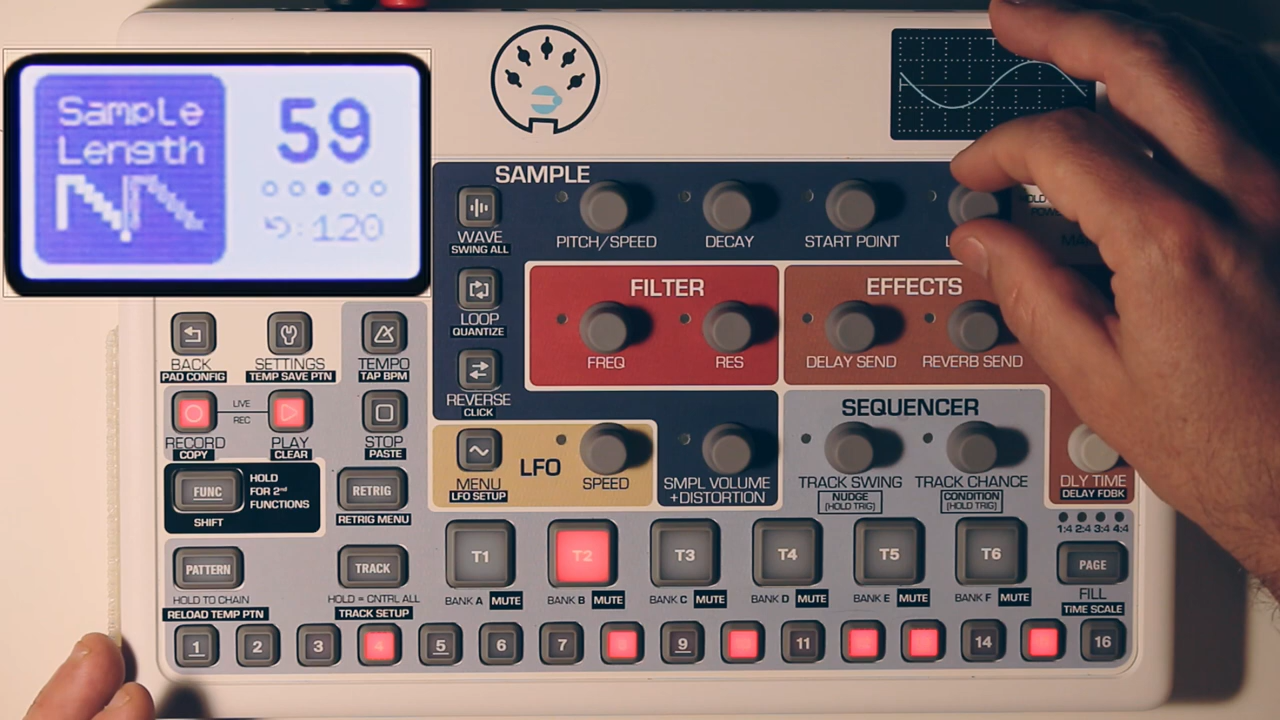 Sample
Length
59
120
SAMPLE
WAVE
SWING ALL
PITCH/SPEED
DECAY
START POINT
LOOP
QUANTIZE
FILTER
FREQ
RES
EFFECTS
DELAY SEND
REVERB SEND
REVERSE
CLICK
BACK
PAD CONFIG
SETTINGS
TEMP SAVE PTN
TEMPO
TAP BPM
LIVE
REC
RECORD
COPY
PLAY
CLEAR
STOP
PASTE
MENU
LFO SETUP
LFO
SPEED
SMPL VOLUME
+DISTORTION
SEQUENCER
TRACK SWING
NUDGE
(HOLD TRIG)
TRACK CHANCE
CONDITION
(HOLD TRIG)
DLY TIME
DELAY FDBK
FUNC
SHIFT
HOLD
FOR 2nd
FUNCTIONS
RETRIG
RETRIG MENU
1:4 2:4 3:4 4:4
T1
T2
T3
T4
T5
T6
PAGE
BANK A MUTE
BANK B MUTE
BANK C MUTE
BANK D MUTE
BANK E MUTE
BANK F MUTE
FILL
TIME SCALE
PATTERN
HOLD TO CHAIN
RELOAD TEMP PTN
TRACK
HOLD = CNTRL ALL
TRACK SETUP
1 2 3 4 5 6 7 9 11 14 16